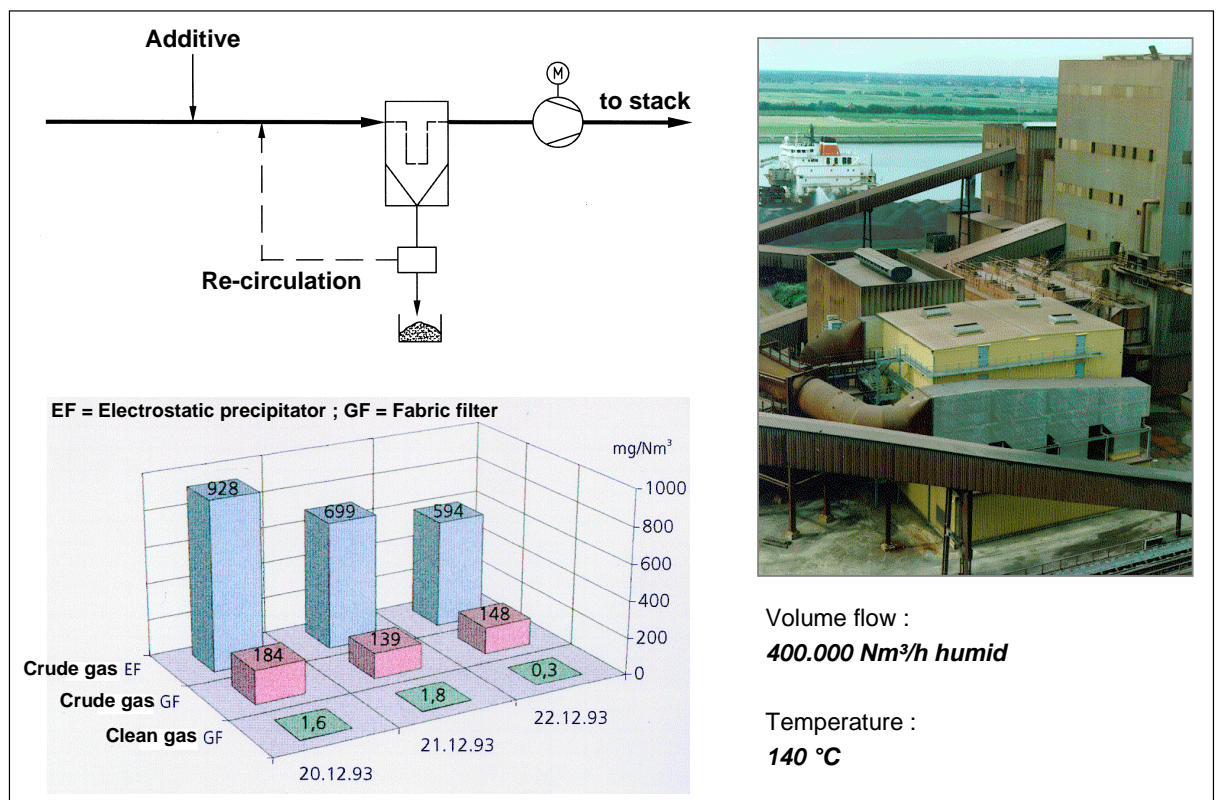 Additive
M
to stack
Re-circulation
EF = Electrostatic precipitator ; GF = Fabric filter
mg/Nm³
1000
800
600
400
200
0
928
699
594
184
139
148
1,6
1,8
0,3
Crude gas EF
Crude gas GF
Clean gas GF
20.12.93
21.12.93
22.12.93
Volume flow :
400.000 Nm³/h humid
Temperature :
140 °C